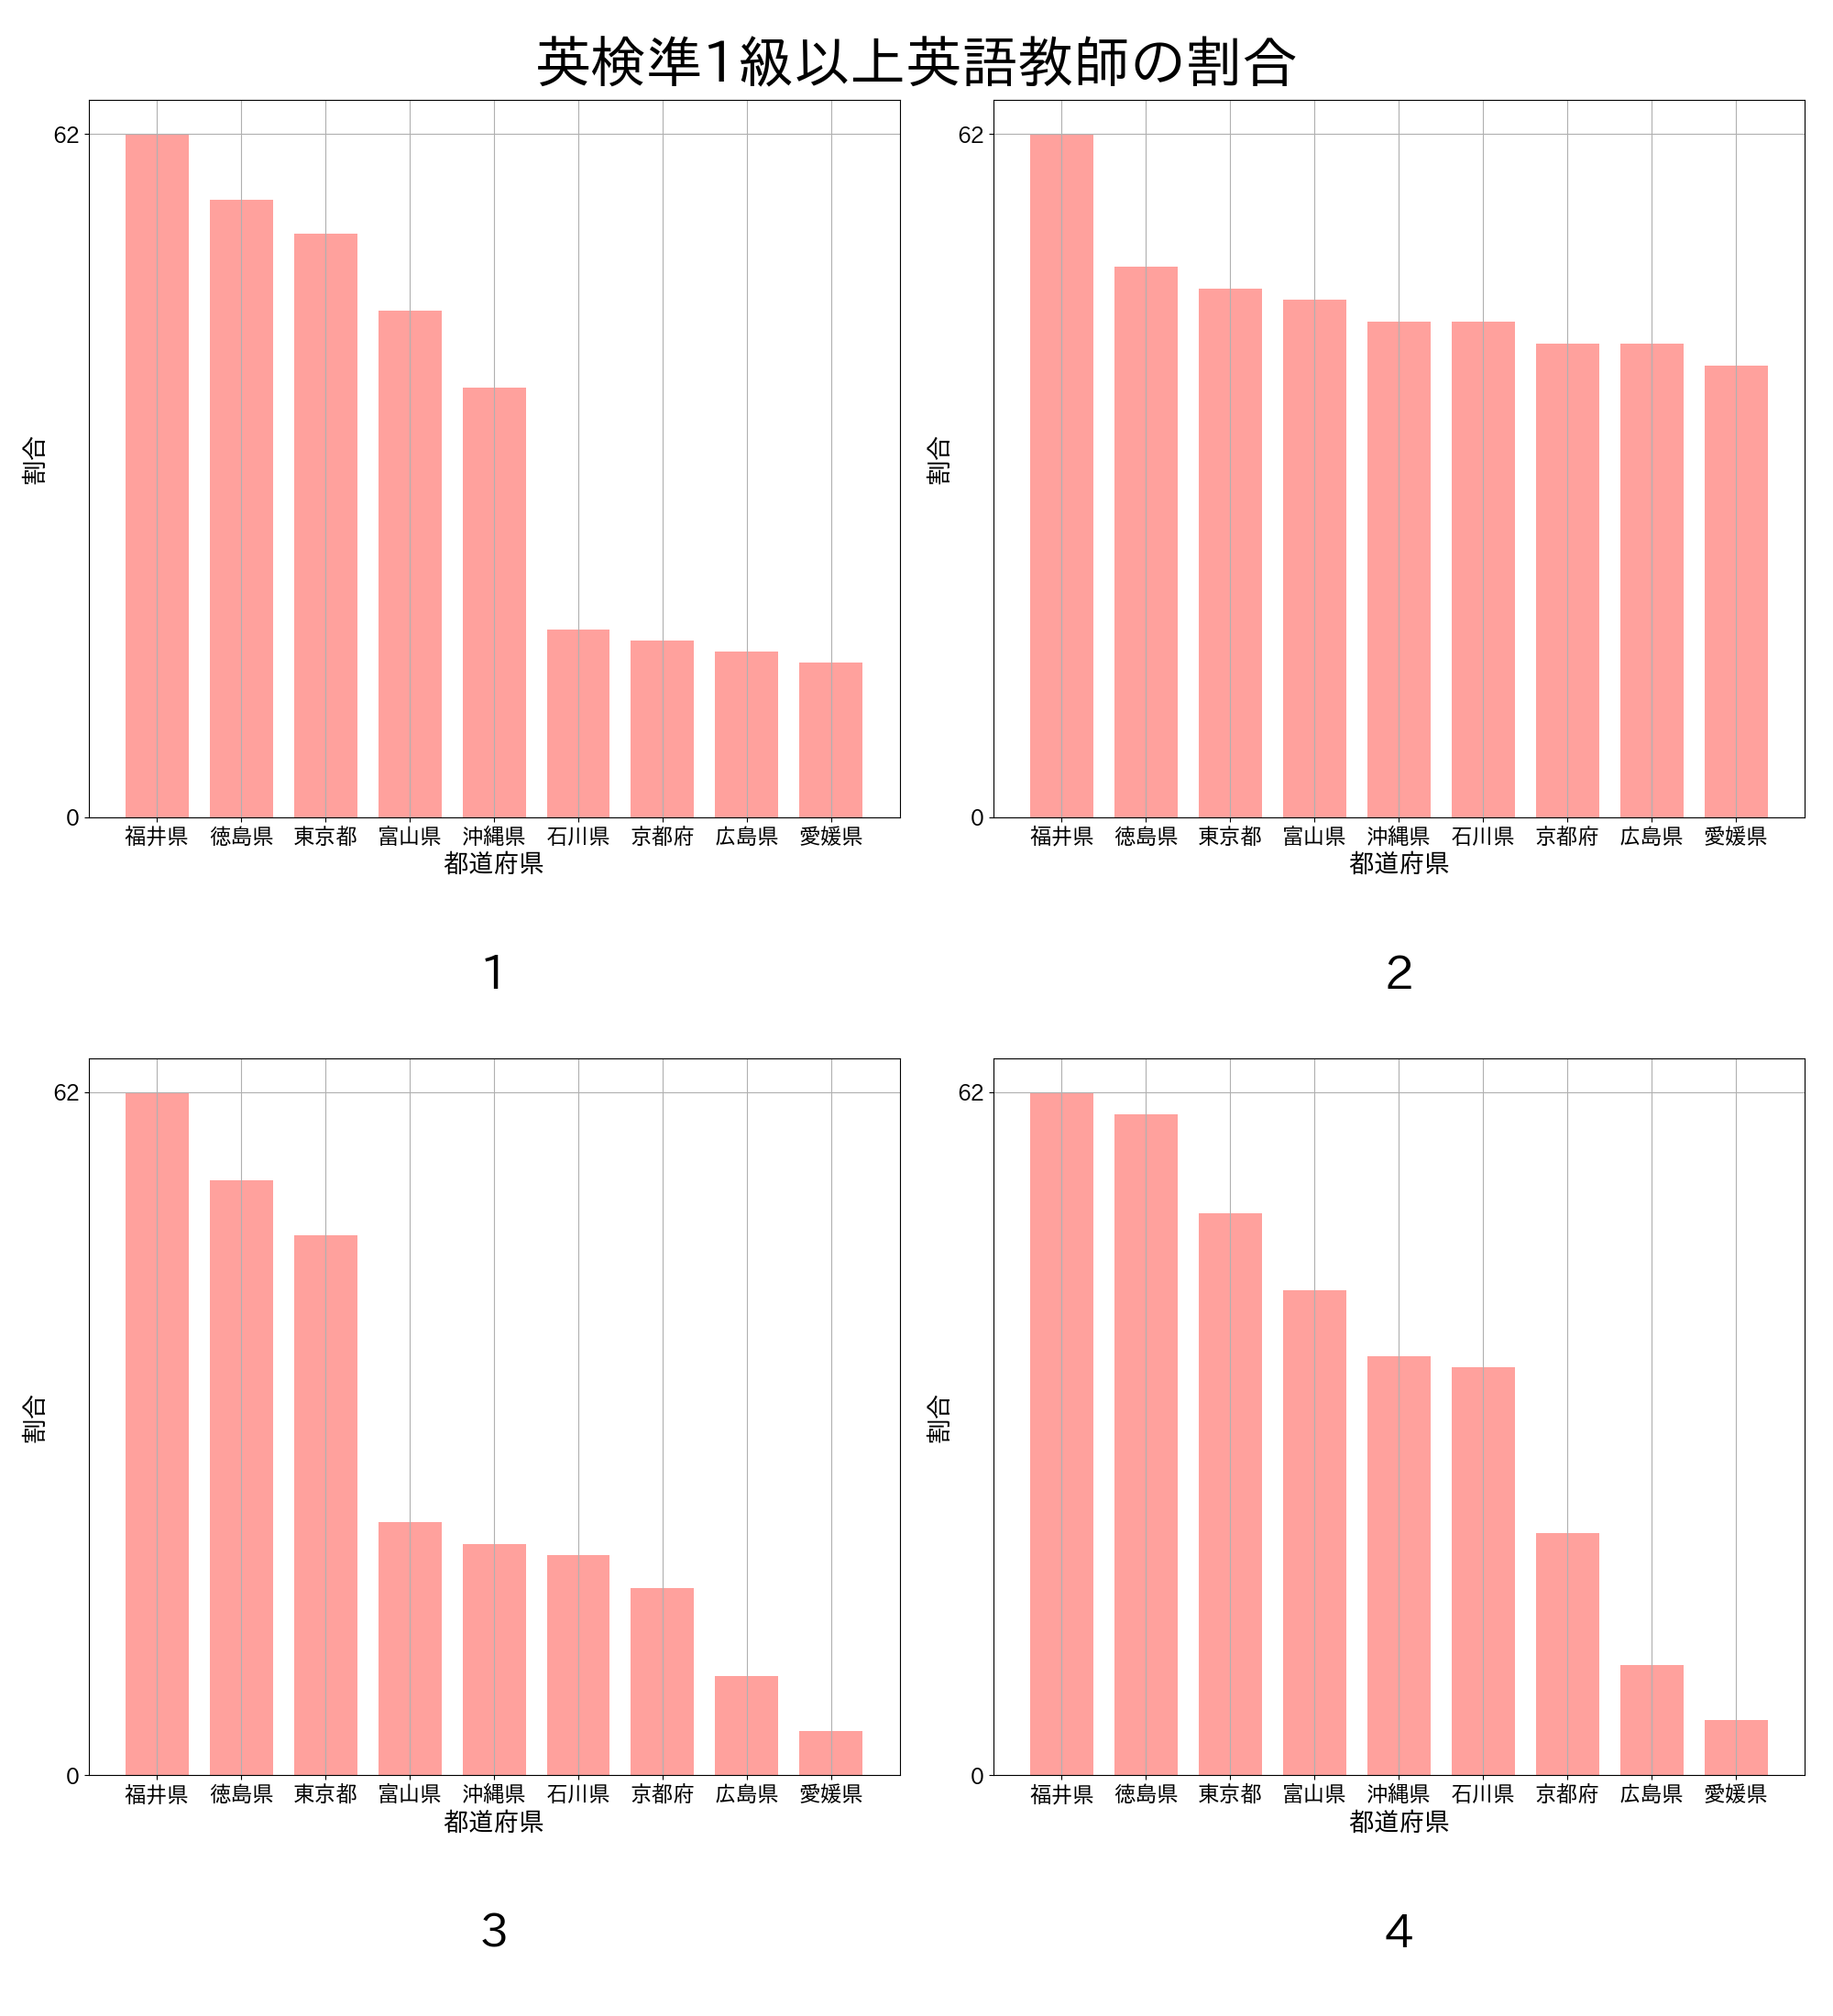 英検準1級以上英語教師の割合
62
0
割合
福井県 徳島県 東京都 富山県 沖縄県 石川県 京都府 広島県 愛媛県
都道府県
1
62
0
割合
福井県 徳島県 東京都 富山県 沖縄県 石川県 京都府 広島県 愛媛県
都道府県
2
62
0
割合
福井県 徳島県 東京都 富山県 沖縄県 石川県 京都府 広島県 愛媛県
都道府県
3
62
0
割合
福井県 徳島県 東京都 富山県 沖縄県 石川県 京都府 広島県 愛媛県
都道府県
4